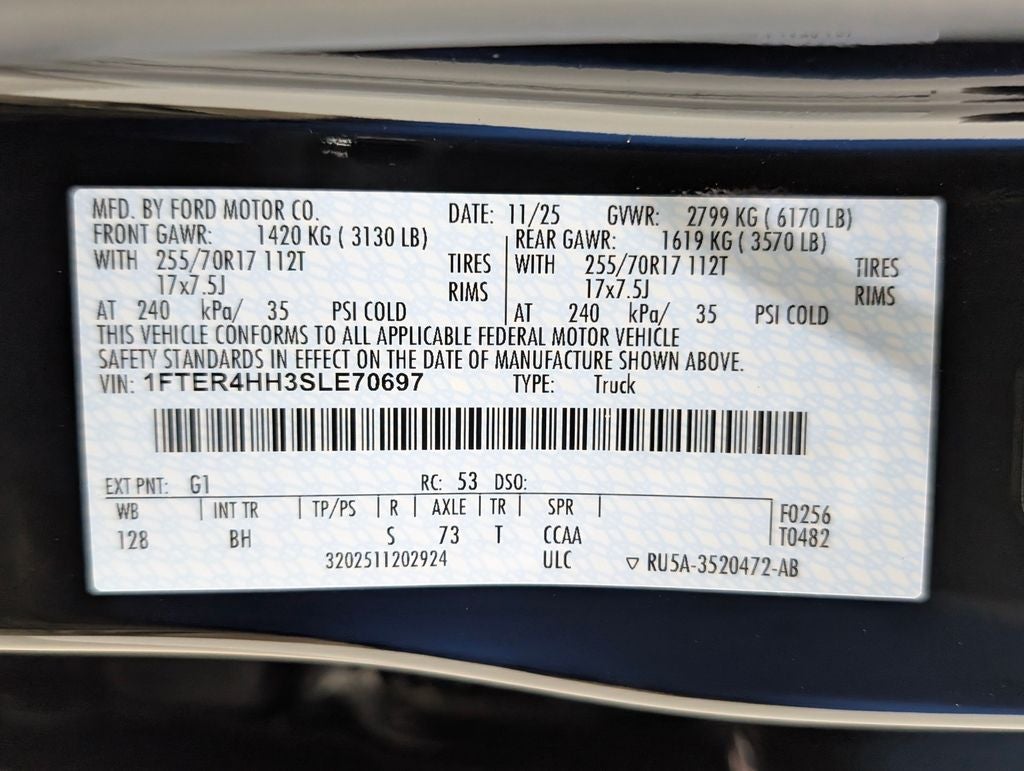 MFD. BY FORD MOTOR CO. DATE: 11/25 GVWR: 2799 KG ( 6170 LB)
FRONT GAWR: 1420 KG ( 3130 LB) REAR GAWR: 1619 KG ( 3570 LB)
WITH 255/70R17 112T TIRES WITH 255/70R17 112T TIRES
17x7.5J RIMS 17x7.5J RIMS
AT 240 kPa/ 35 PSI COLD AT 240 kPa/ 35 PSI COLD
THIS VEHICLE CONFORMS TO ALL APPLICABLE FEDERAL MOTOR VEHICLE
SAFETY STANDARDS IN EFFECT ON THE DATE OF MANUFACTURE SHOWN ABOVE.
VIN: 1FTER4HH3SLE70697 TYPE: Truck
EXT PNT: G1 RC: 53 DSO:
WB | INT TR | TP/PS | R | AXLE | TR | SPR | F0256
128 BH S 73 T CCAA T0482
3202511202924 ULC ▽ RU5A-3520472-AB